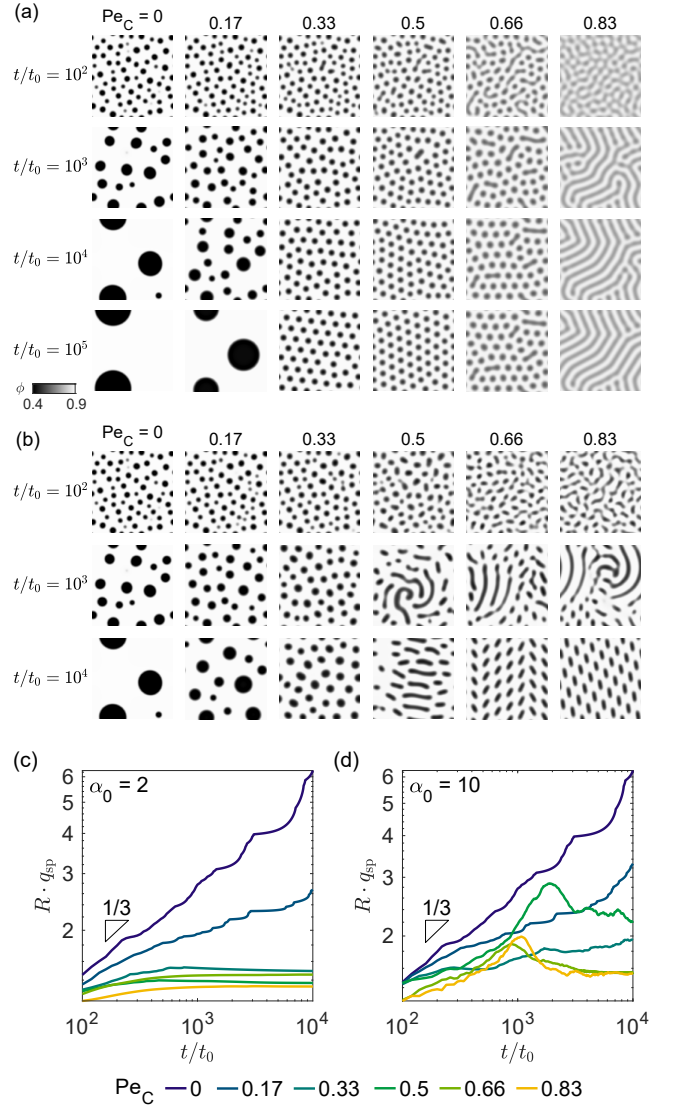 (a)
Pe_C = 0 0.17 0.33 0.5 0.66 0.83
t/t_0 = 10^2
t/t_0 = 10^3
t/t_0 = 10^4
t/t_0 = 10^5
ϕ
0.4 0.9
(b)
Pe_C = 0 0.17 0.33 0.5 0.66 0.83
t/t_0 = 10^2
t/t_0 = 10^3
t/t_0 = 10^4
(c)
α_0 = 2
6
5
4
3
2
R · q_sp
1/3
10^2 10^3 10^4
t/t_0
(d)
α_0 = 10
6
5
4
3
2
R · q_sp
1/3
10^2 10^3 10^4
t/t_0
Pe_C 0 0.17 0.33 0.5 0.66 0.83